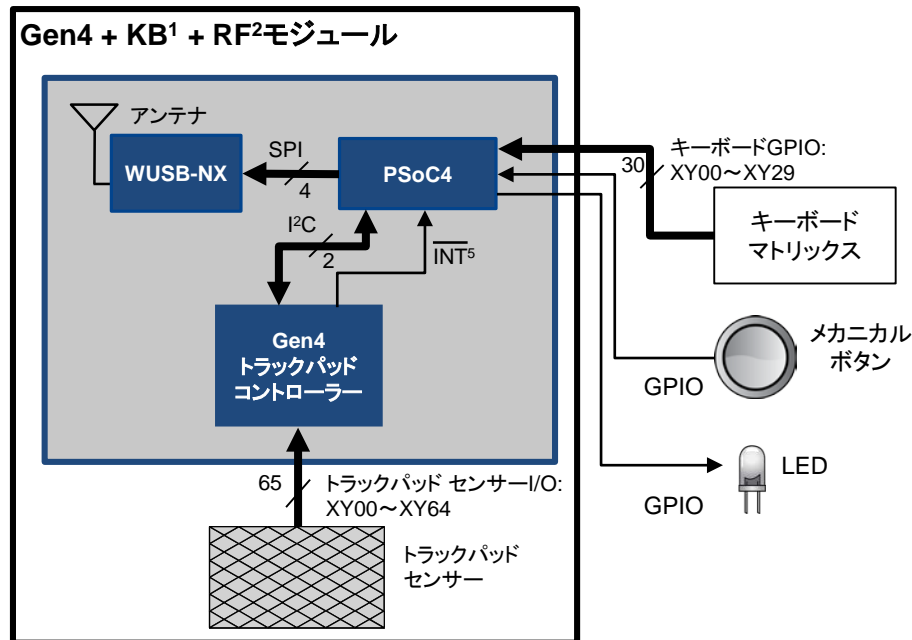 Gen4 + KB¹ + RF²モジュール
アンテナ
WUSB-NX
SPI
4
PSoC4
30
キーボードGPIO:
XY00～XY29
キーボード
マトリックス
I²C
2
INT⁵
Gen4
トラックパッド
コントローラー
メカニカル
ボタン
GPIO
LED
GPIO
65
トラックパッド センサーI/O:
XY00～XY64
トラックパッド
センサー